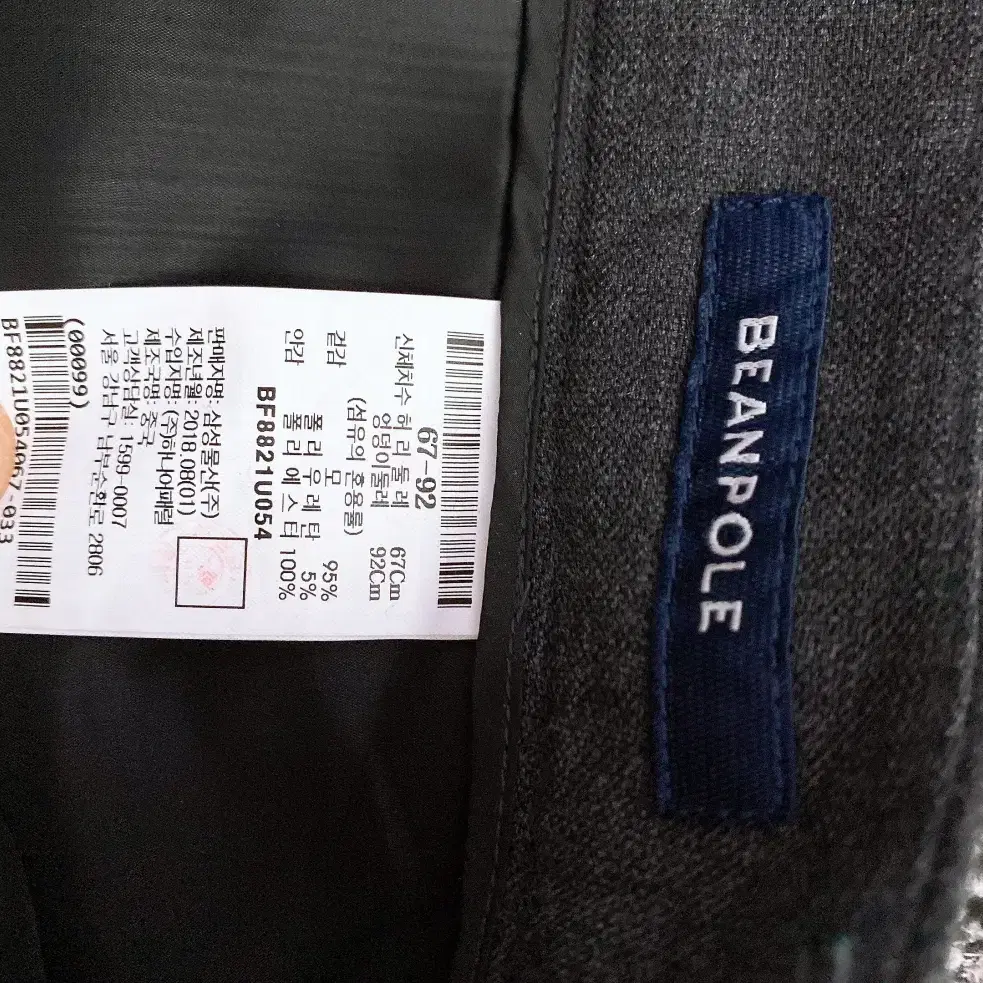 67-92
신체치수 허리둘레 67Cm
엉덩이둘레 92Cm
(섬유의 혼용률)
겉감 모 95%
폴리우레탄 5%
안감 폴리에스터 100%
BF8821U054
판매자명: 삼성물산(주)
제조년월: 2018 08(01)
수입자명: (주)하나어패럴
제조국명: 중국
고객상담실: 1599-0007
서울 강남구 남부순환로 2806
(00099)
BF8821U054067-033
BEANPOLE